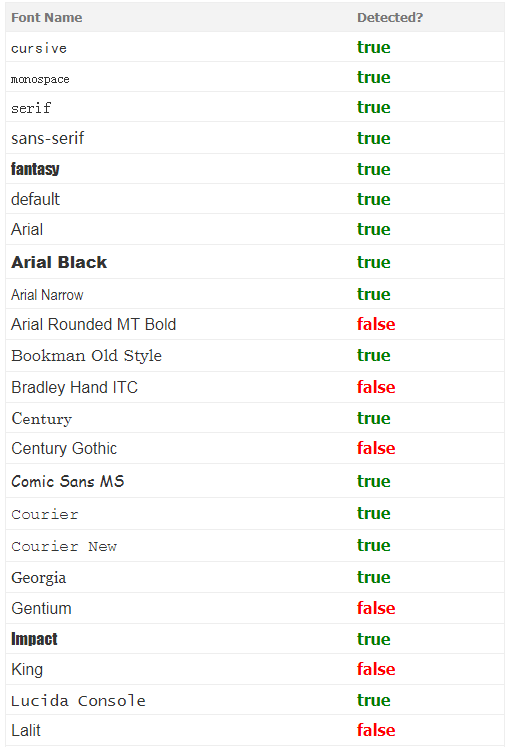 Font Name Detected?
cursive true
monospace true
serif true
sans-serif true
fantasy true
default true
Arial true
Arial Black true
Arial Narrow true
Arial Rounded MT Bold false
Bookman Old Style true
Bradley Hand ITC false
Century true
Century Gothic false
Comic Sans MS true
Courier true
Courier New true
Georgia true
Gentium false
Impact true
King false
Lucida Console true
Lalit false